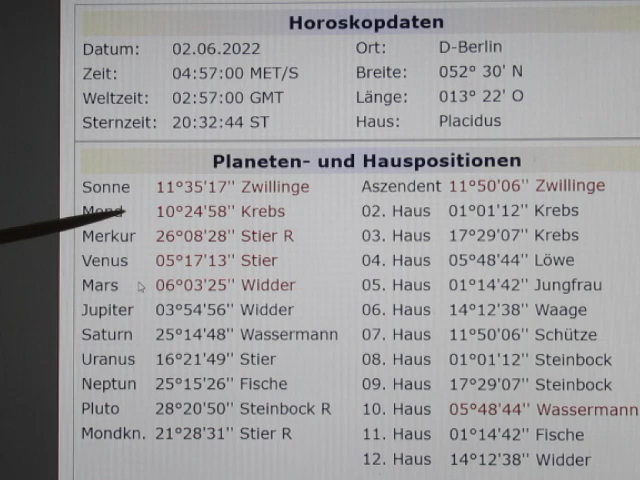 Horoskopdaten
Datum: 02.06.2022 Ort: D-Berlin
Zeit: 04:57:00 MET/S Breite: 052° 30' N
Weltzeit: 02:57:00 GMT Länge: 013° 22' O
Sternzeit: 20:32:44 ST Haus: Placidus
Planeten- und Hauspositionen
Sonne 11°35'17'' Zwillinge Aszendent 11°50'06'' Zwillinge
Mond 10°24'58'' Krebs 02. Haus 01°01'12'' Krebs
Merkur 26°08'28'' Stier R 03. Haus 17°29'07'' Krebs
Venus 05°17'13'' Stier 04. Haus 05°48'44'' Löwe
Mars 06°03'25'' Widder 05. Haus 01°14'42'' Jungfrau
Jupiter 03°54'56'' Widder 06. Haus 14°12'38'' Waage
Saturn 25°14'48'' Wassermann 07. Haus 11°50'06'' Schütze
Uranus 16°21'49'' Stier 08. Haus 01°01'12'' Steinbock
Neptun 25°15'26'' Fische 09. Haus 17°29'07'' Steinbock
Pluto 28°20'50'' Steinbock R 10. Haus 05°48'44'' Wassermann
Mondkn. 21°28'31'' Stier R 11. Haus 01°14'42'' Fische
12. Haus 14°12'38'' Widder